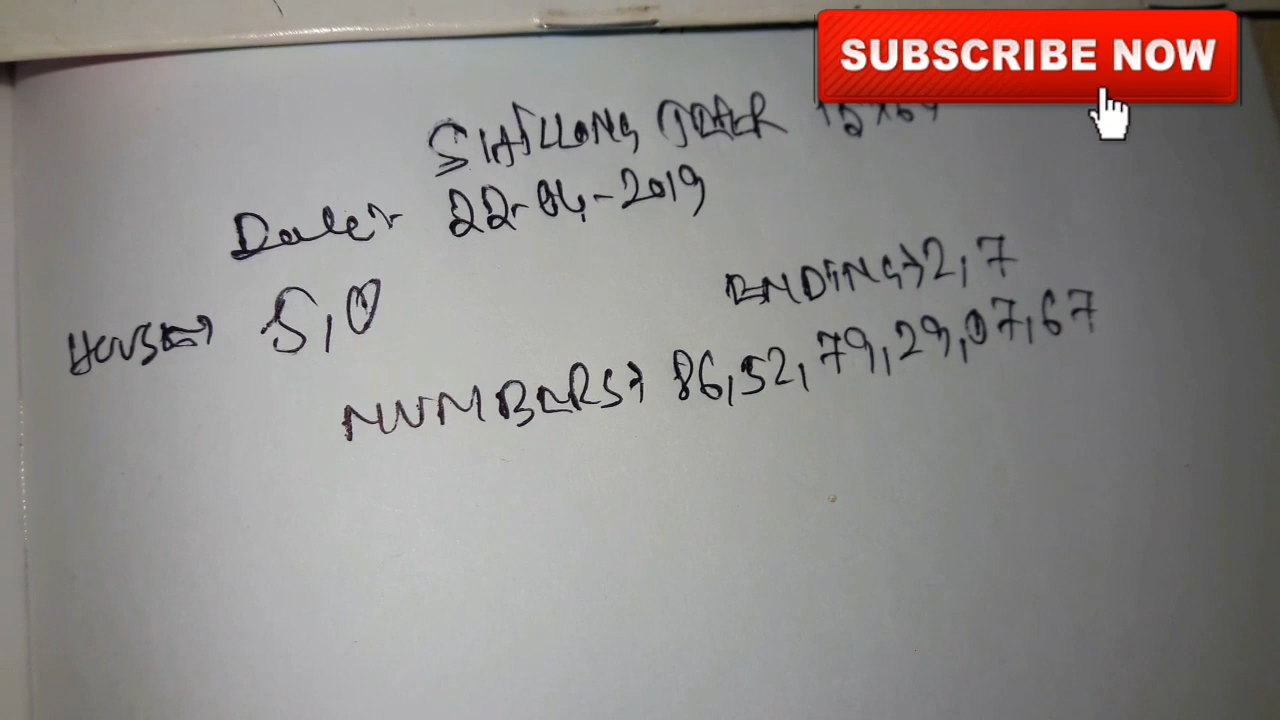 SUBSCRIBE NOW
SHILLONG TEER
Date:- 22-04-2019
HOUSE→ 5,0
ENDING→2,7
NUMBERS→ 86,52,79,29,07,67